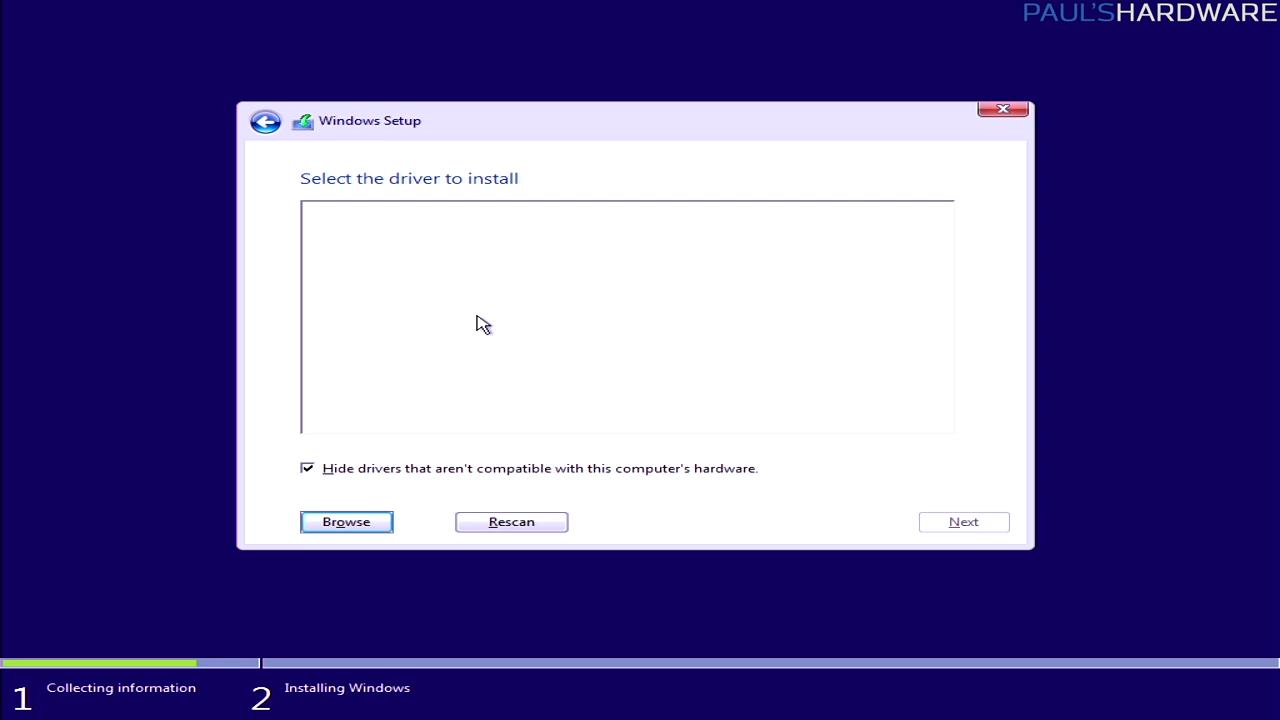 PAUL'SHARDWARE
Windows Setup
Select the driver to install
Hide drivers that aren't compatible with this computer's hardware.
Browse
Rescan
Next
1 Collecting information
2 Installing Windows